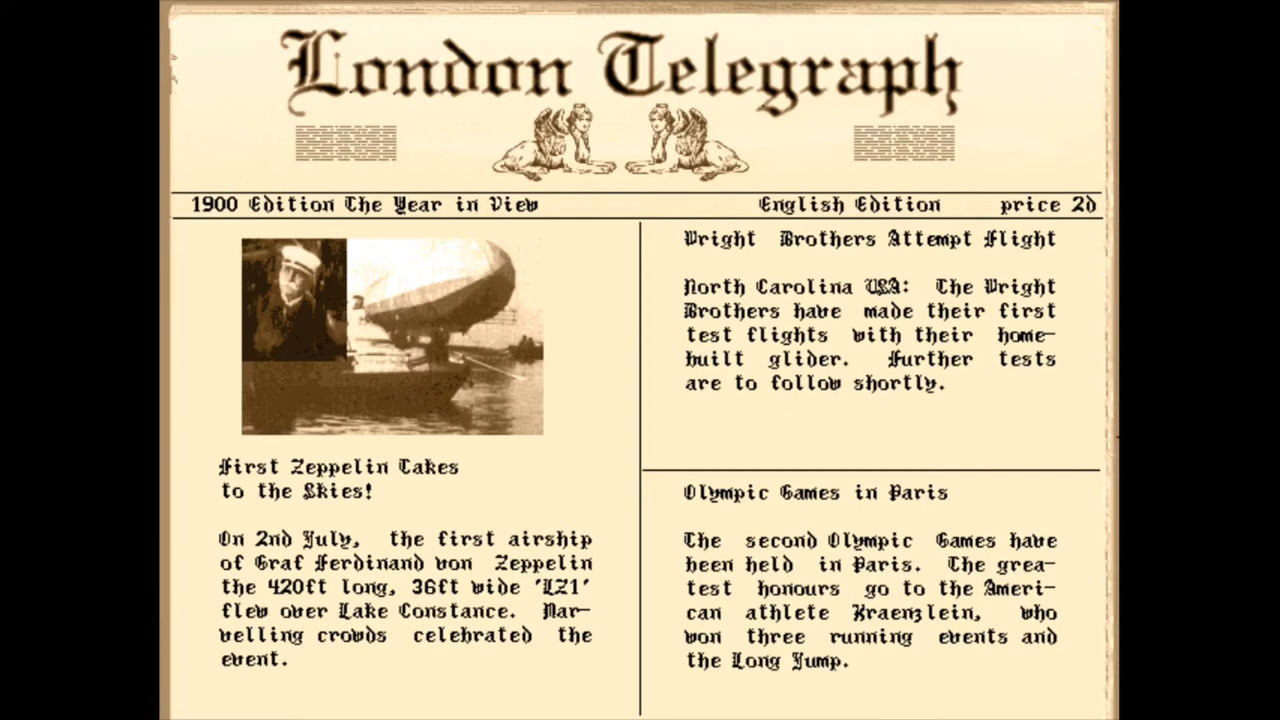 London Telegraph
1900 Edition The Year in View
English Edition
price 2d
First Zeppelin Takes
to the Skies!
On 2nd July, the first airship
of Graf Ferdinand von Zeppelin
the 420ft long, 36ft wide 'LZ1'
flew over Lake Constance. Mar-
velling crowds celebrated the
event.
Wright Brothers Attempt Flight
North Carolina USA: The Wright
Brothers have made their first
test flights with their home-
built glider. Further tests
are to follow shortly.
Olympic Games in Paris
The second Olympic Games have
been held in Paris. The grea-
test honours go to the Ameri-
can athlete Kraenzlein, who
won three running events and
the Long Jump.